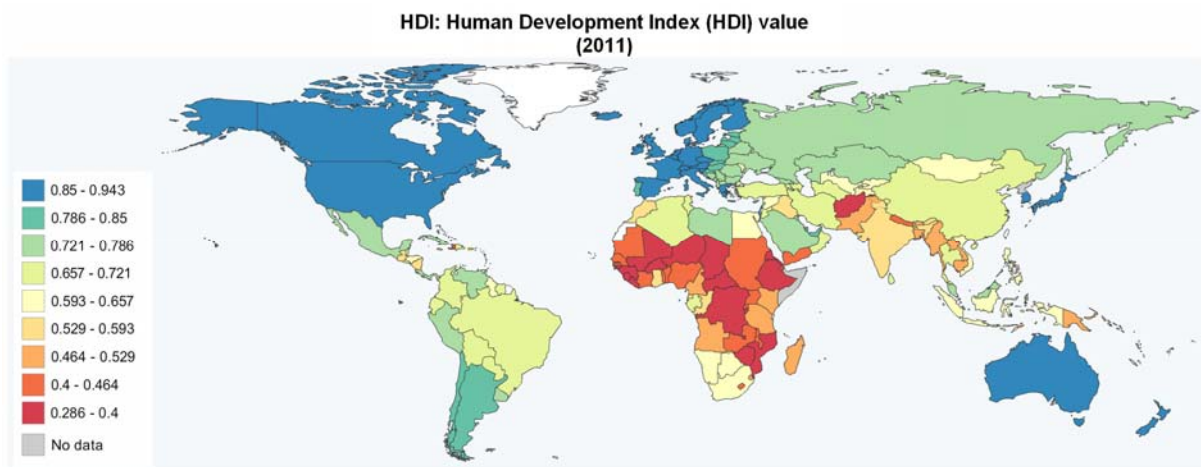 HDI: Human Development Index (HDI) value
(2011)
0.85 - 0.943
0.786 - 0.85
0.721 - 0.786
0.657 - 0.721
0.593 - 0.657
0.529 - 0.593
0.464 - 0.529
0.4 - 0.464
0.286 - 0.4
No data